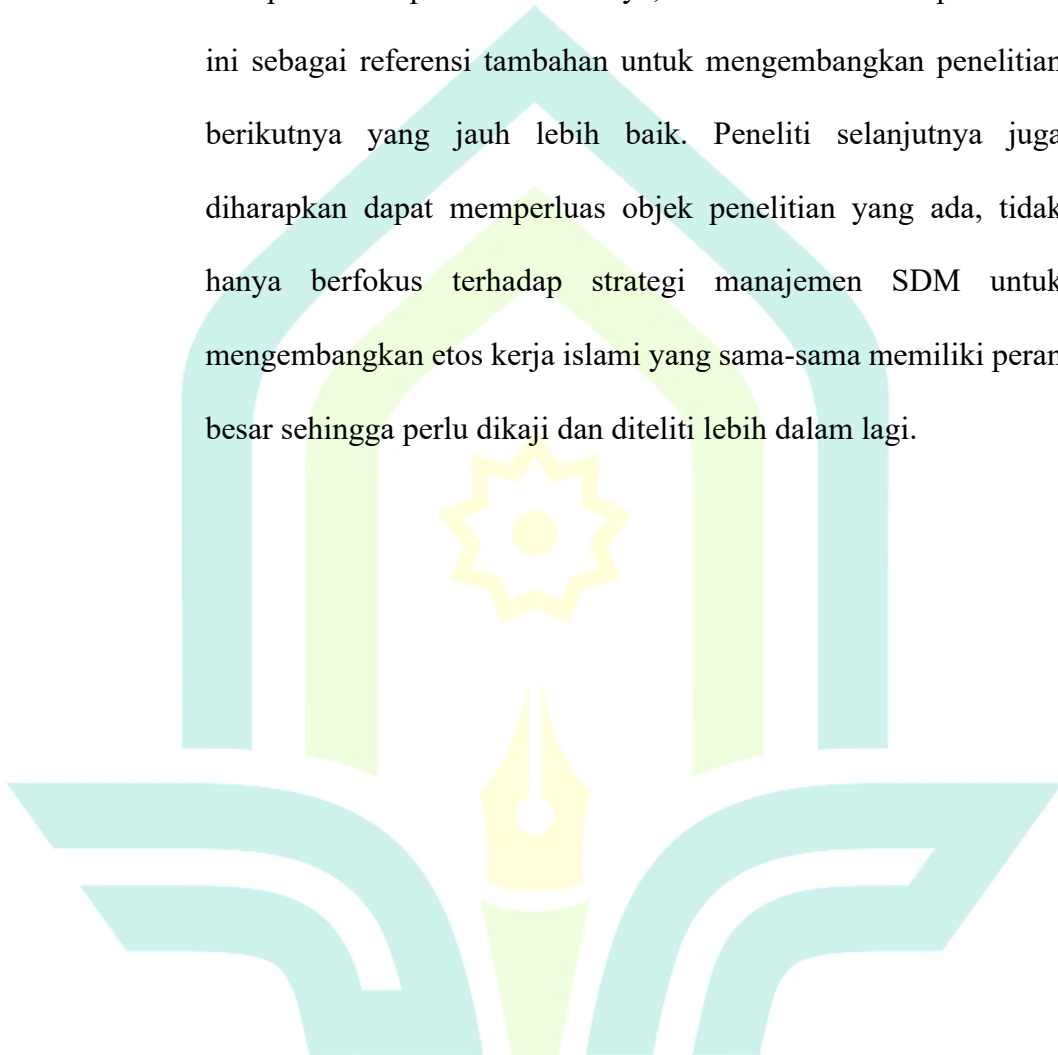 ini sebagai referensi tambahan untuk mengembangkan penelitian
berikutnya yang jauh lebih baik. Peneliti selanjutnya juga
diharapkan dapat memperluas objek penelitian yang ada, tidak
hanya berfokus terhadap strategi manajemen SDM untuk
mengembangkan etos kerja islami yang sama-sama memiliki peran
besar sehingga perlu dikaji dan diteliti lebih dalam lagi.